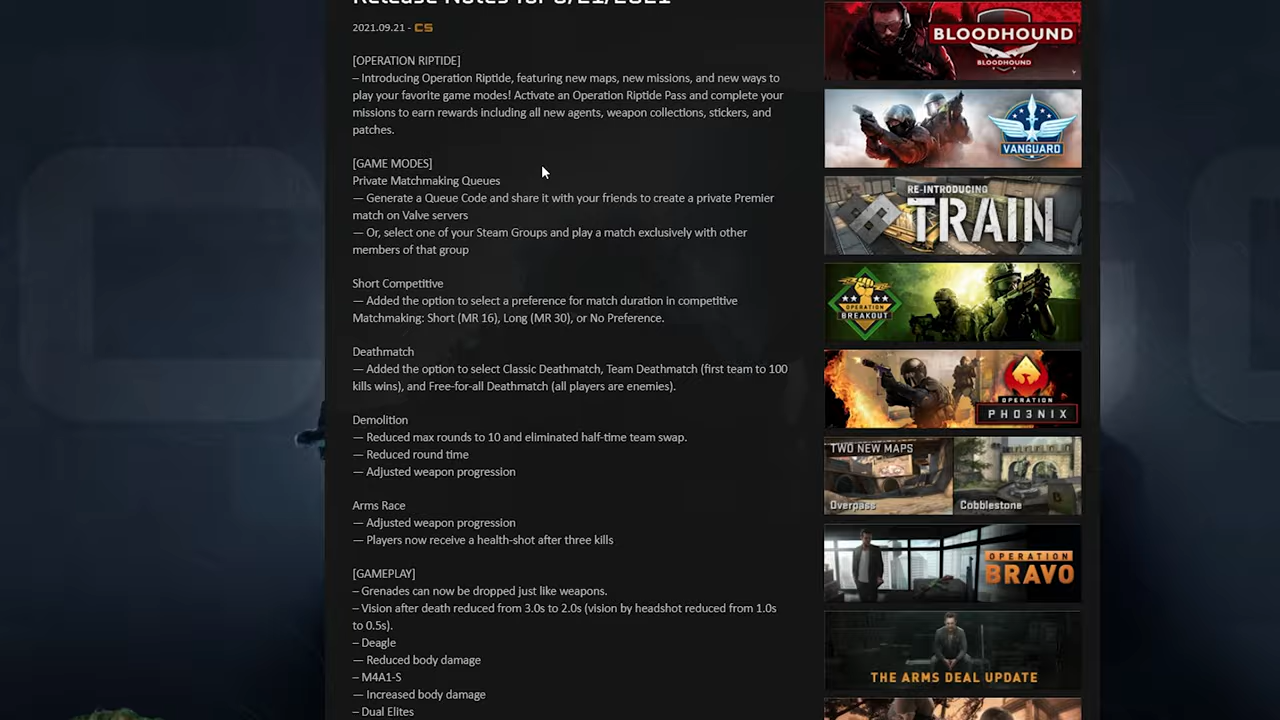 Release Notes for 9/21/2021
2021.09.21 - CS
[OPERATION RIPTIDE]
– Introducing Operation Riptide, featuring new maps, new missions, and new ways to
play your favorite game modes! Activate an Operation Riptide Pass and complete your
missions to earn rewards including all new agents, weapon collections, stickers, and
patches.
[GAME MODES]
Private Matchmaking Queues
— Generate a Queue Code and share it with your friends to create a private Premier
match on Valve servers
— Or, select one of your Steam Groups and play a match exclusively with other
members of that group
Short Competitive
— Added the option to select a preference for match duration in competitive
Matchmaking: Short (MR 16), Long (MR 30), or No Preference.
Deathmatch
— Added the option to select Classic Deathmatch, Team Deathmatch (first team to 100
kills wins), and Free-for-all Deathmatch (all players are enemies).
Demolition
— Reduced max rounds to 10 and eliminated half-time team swap.
— Reduced round time
— Adjusted weapon progression
Arms Race
— Adjusted weapon progression
— Players now receive a health-shot after three kills
[GAMEPLAY]
– Grenades can now be dropped just like weapons.
– Vision after death reduced from 3.0s to 2.0s (vision by headshot reduced from 1.0s
to 0.5s).
– Deagle
— Reduced body damage
– M4A1-S
— Increased body damage
– Dual Elites
BLOODHOUND
BLOODHOUND
VANGUARD
RE-INTRODUCING
TRAIN
OPERATION
BREAKOUT
OPERATION
PHO3NIX
TWO NEW MAPS
Overpass
Cobblestone
OPERATION
BRAVO
THE ARMS DEAL UPDATE